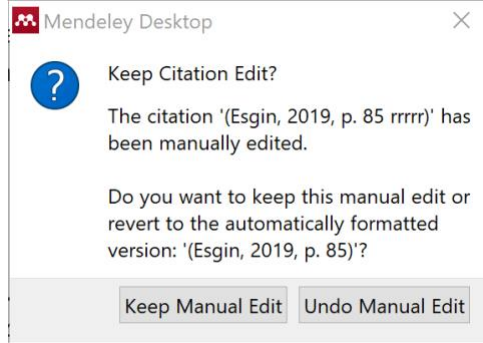 Mendeley Desktop
Keep Citation Edit?
The citation '(Esgin, 2019, p. 85 rrrrr)' has
been manually edited.
Do you want to keep this manual edit or
revert to the automatically formatted
version: '(Esgin, 2019, p. 85)'?
Keep Manual Edit Undo Manual Edit